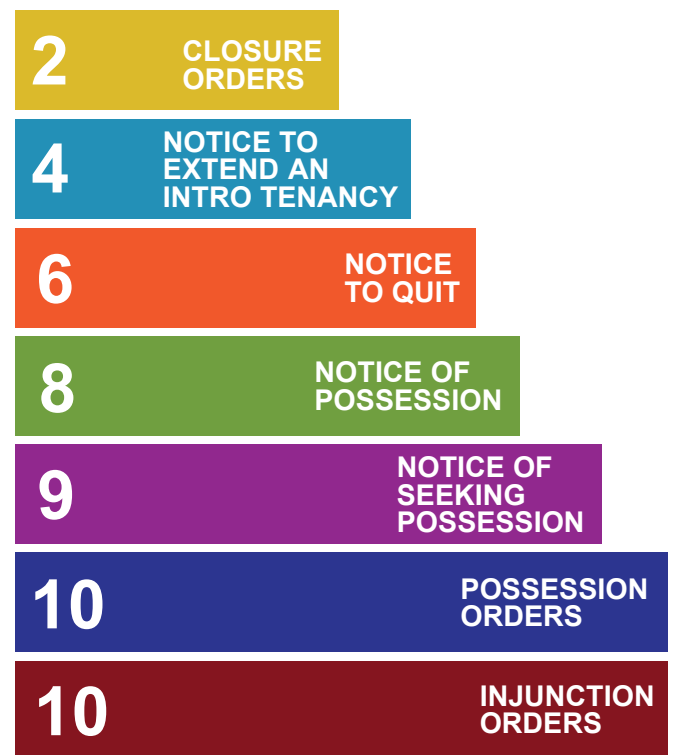 2
CLOSURE
ORDERS
4
NOTICE TO
EXTEND AN
INTRO TENANCY
6
NOTICE
TO QUIT
8
NOTICE OF
POSSESSION
9
NOTICE OF
SEEKING
POSSESSION
10
POSSESSION
ORDERS
10
INJUNCTION
ORDERS